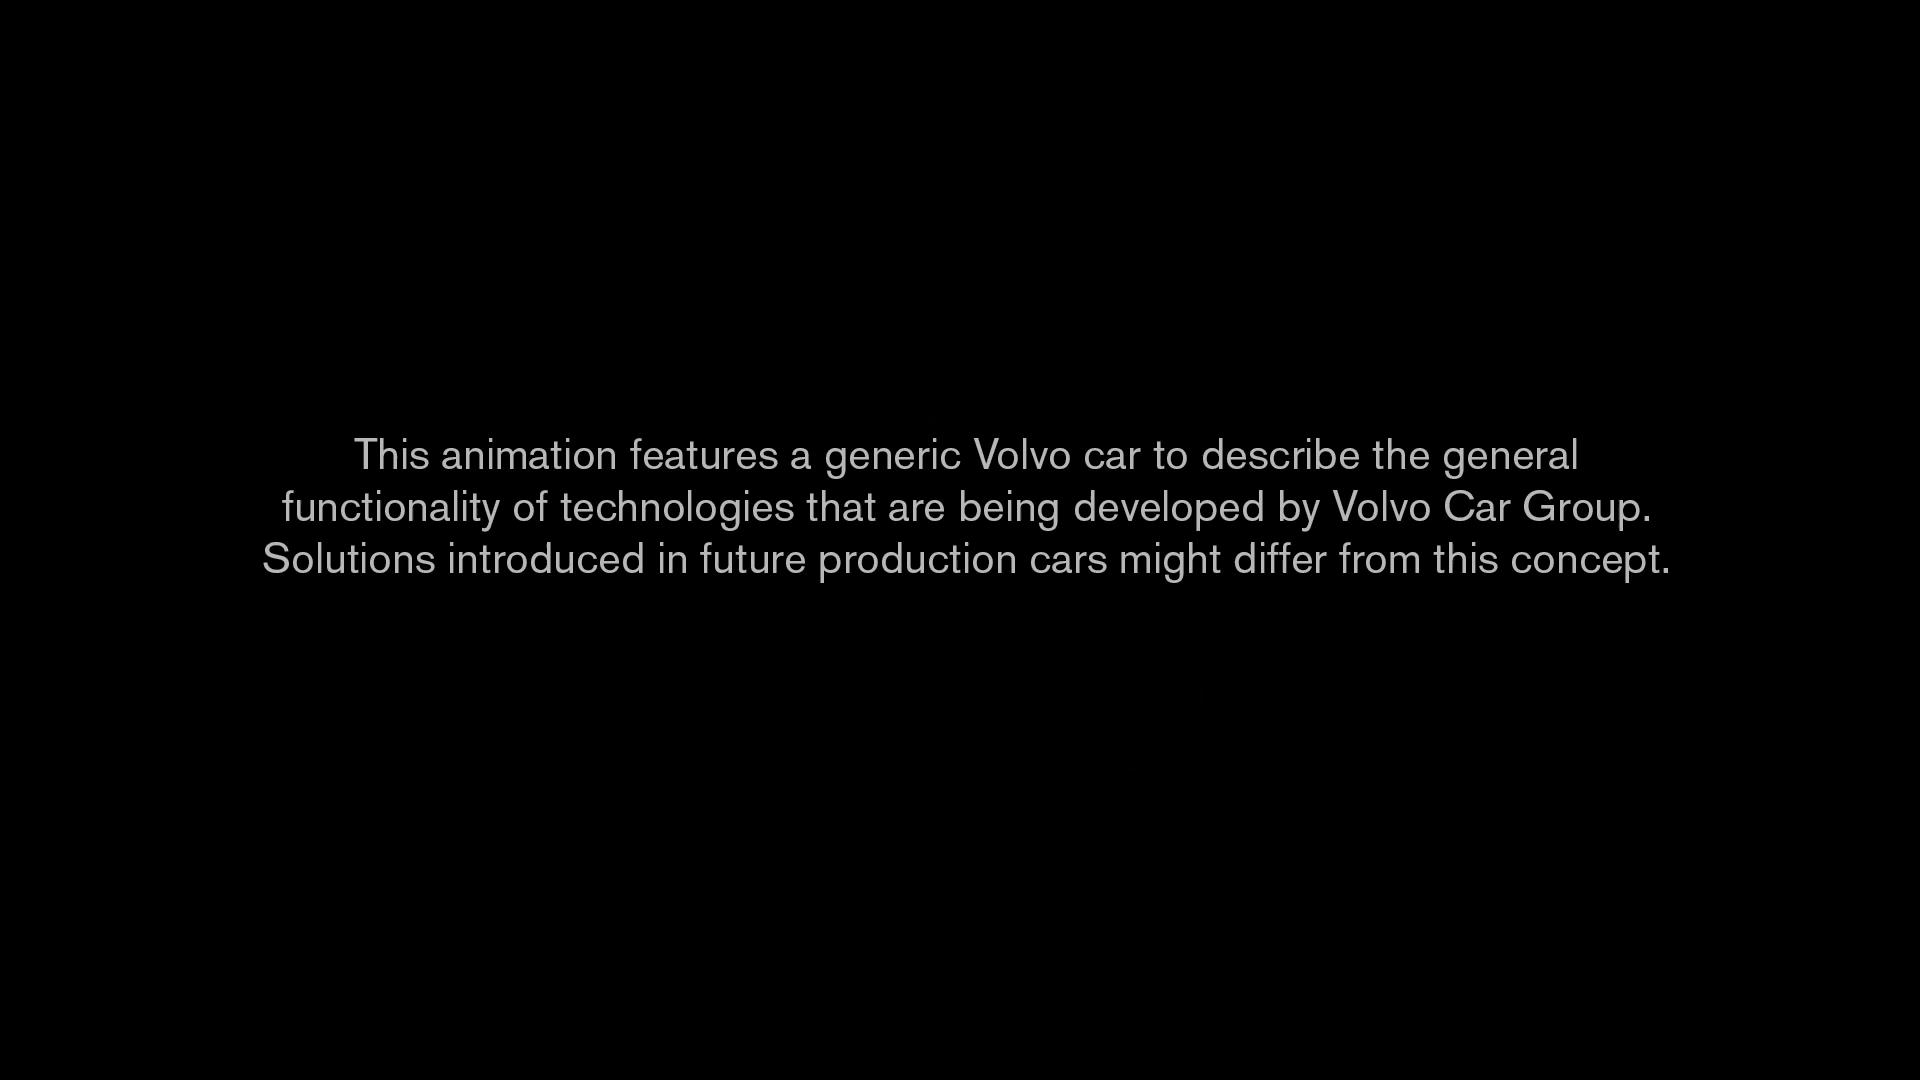 This animation features a generic Volvo car to describe the general
functionality of technologies that are being developed by Volvo Car Group.
Solutions introduced in future production cars might differ from this concept.